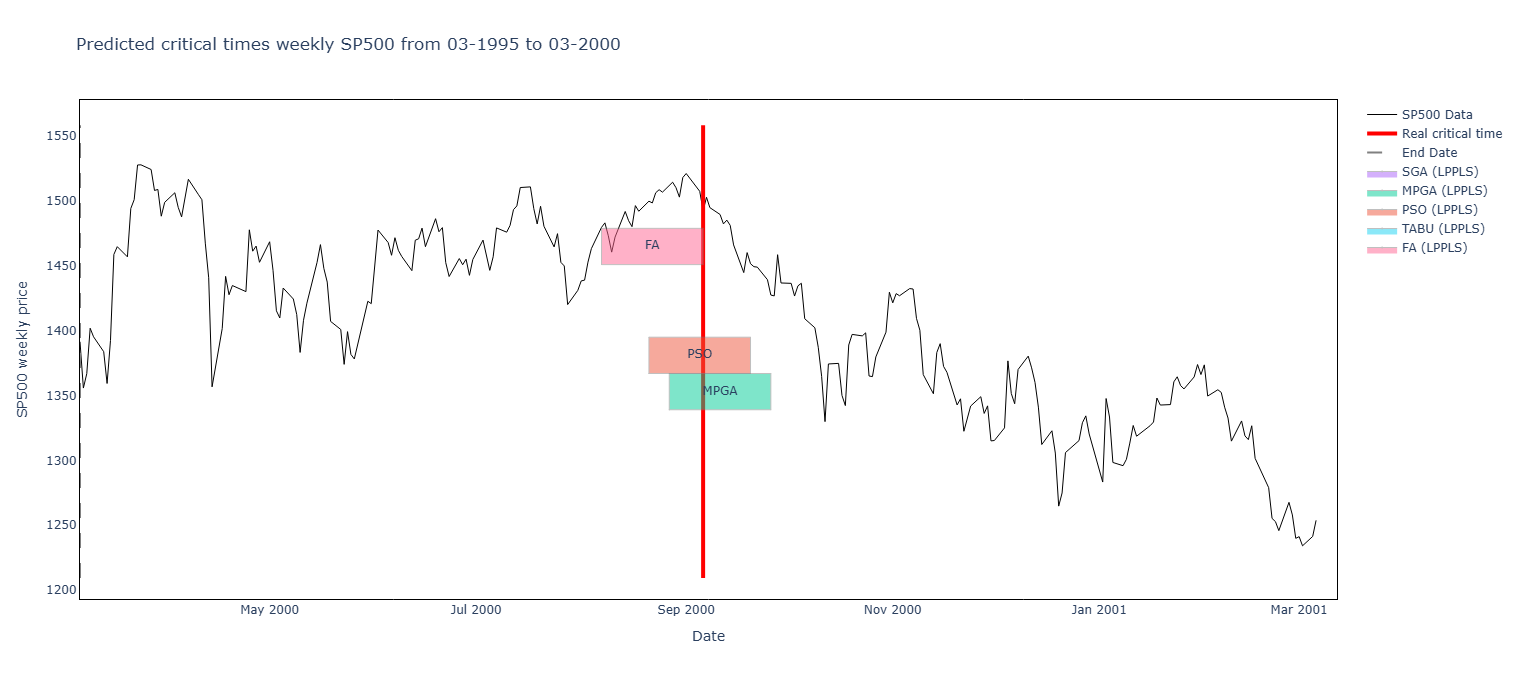 Predicted critical times weekly SP500 from 03-1995 to 03-2000
SP500 Data
Real critical time
End Date
SGA (LPPLS)
MPGA (LPPLS)
PSO (LPPLS)
TABU (LPPLS)
FA (LPPLS)
SP500 weekly price
1550
1500
1450
1400
1350
1300
1250
1200
FA
PSO
MPGA
May 2000
Jul 2000
Sep 2000
Nov 2000
Jan 2001
Mar 2001
Date